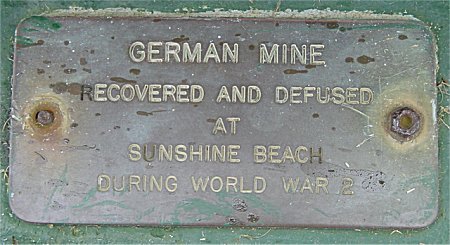 GERMAN MINE
RECOVERED AND DEFUSED
AT
SUNSHINE BEACH
DURING WORLD WAR 2